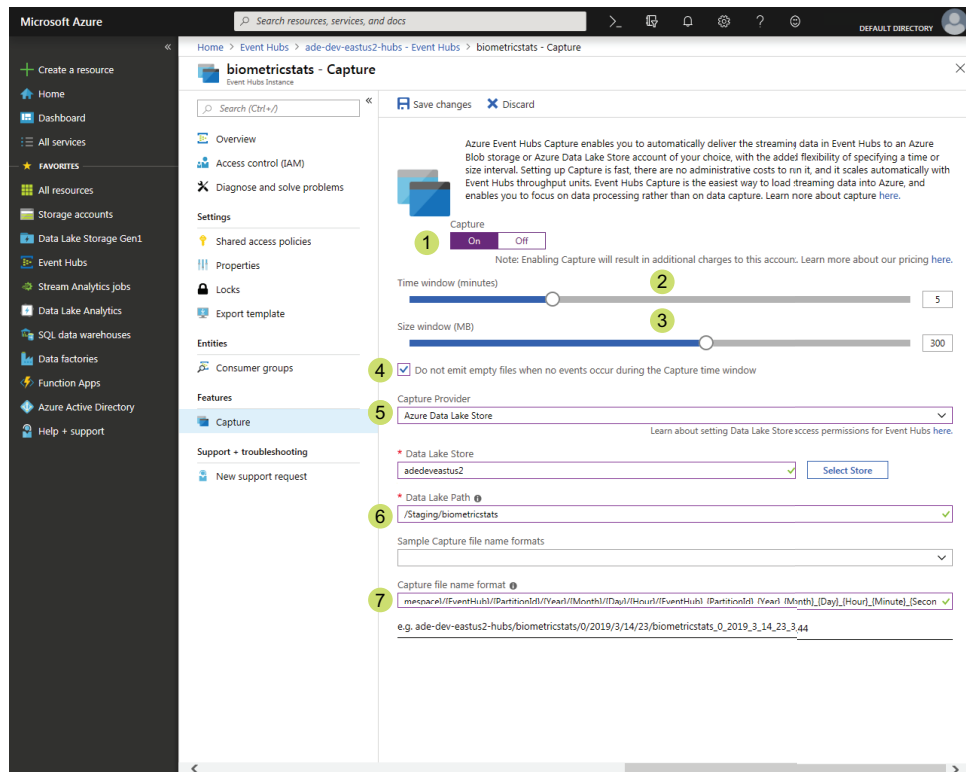 Microsoft Azure
Search resources, services, and docs
DEFAULT DIRECTORY
Create a resource
Home
Dashboard
All services
FAVORITES
All resources
Storage accounts
Data Lake Storage Gen1
Event Hubs
Stream Analytics jobs
Data Lake Analytics
SQL data warehouses
Data factories
Function Apps
Azure Active Directory
Help + support
Home > Event Hubs > ade-dev-eastus2-hubs - Event Hubs > biometricstats - Capture
biometricstats - Capture
Event Hubs Instance
Search (Ctrl+/)
Overview
Access control (IAM)
Diagnose and solve problems
Settings
Shared access policies
Properties
Locks
Export template
Entities
Consumer groups
Features
Capture
Support + troubleshooting
New support request
Save changes Discard
Azure Event Hubs Capture enables you to automatically deliver the streaming data in Event Hubs to an Azure
Blob storage or Azure Data Lake Store account of your choice, with the added flexibility of specifying a time or
size interval. Setting up Capture is fast, there are no administrative costs to run it, and it scales automatically with
Event Hubs throughput units. Event Hubs Capture is the easiest way to load streaming data into Azure, and
enables you to focus on data processing rather than on data capture. Learn more about capture here.
Capture
1 On Off
Note: Enabling Capture will result in additional charges to this accoun. Learn more about our pricing here.
Time window (minutes) 2
5
Size window (MB) 3
300
4 Do not emit empty files when no events occur during the Capture time window
Capture Provider
5 Azure Data Lake Store
Learn about setting Data Lake Store access permissions for Event Hubs here.
* Data Lake Store
adedeveastus2 Select Store
* Data Lake Path
6 /Staging/biometricstats
Sample Capture file name formats
Capture file name format
7 mespace}/{EventHub}/{PartitionId}/{Year}/{Month}/{Day}/{Hour}/{EventHub}_{PartitionId}_{Year}_{Month}_{Day}_{Hour}_{Minute}_{Secon
e.g. ade-dev-eastus2-hubs/biometricstats/0/2019/3/14/23/biometricstats_0_2019_3_14_23_3_44